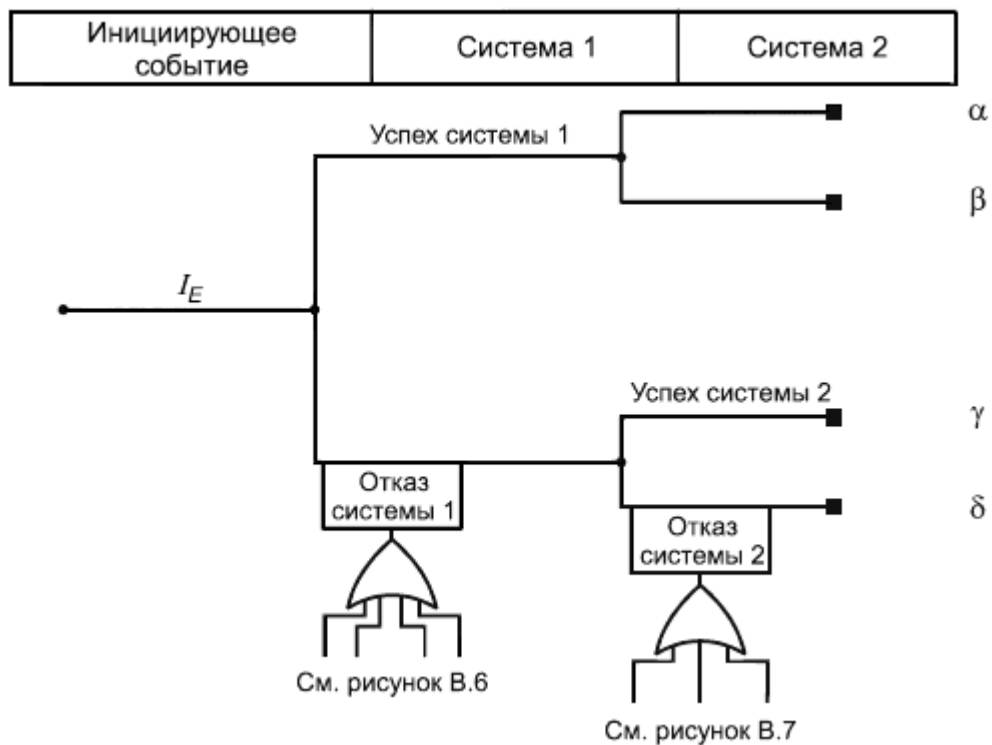 Инициирующее
событие
Система 1
Система 2
α
Успех системы 1
β
I_E
Успех системы 2
γ
Отказ
системы 1
δ
Отказ
системы 2
См. рисунок В.6
См. рисунок В.7